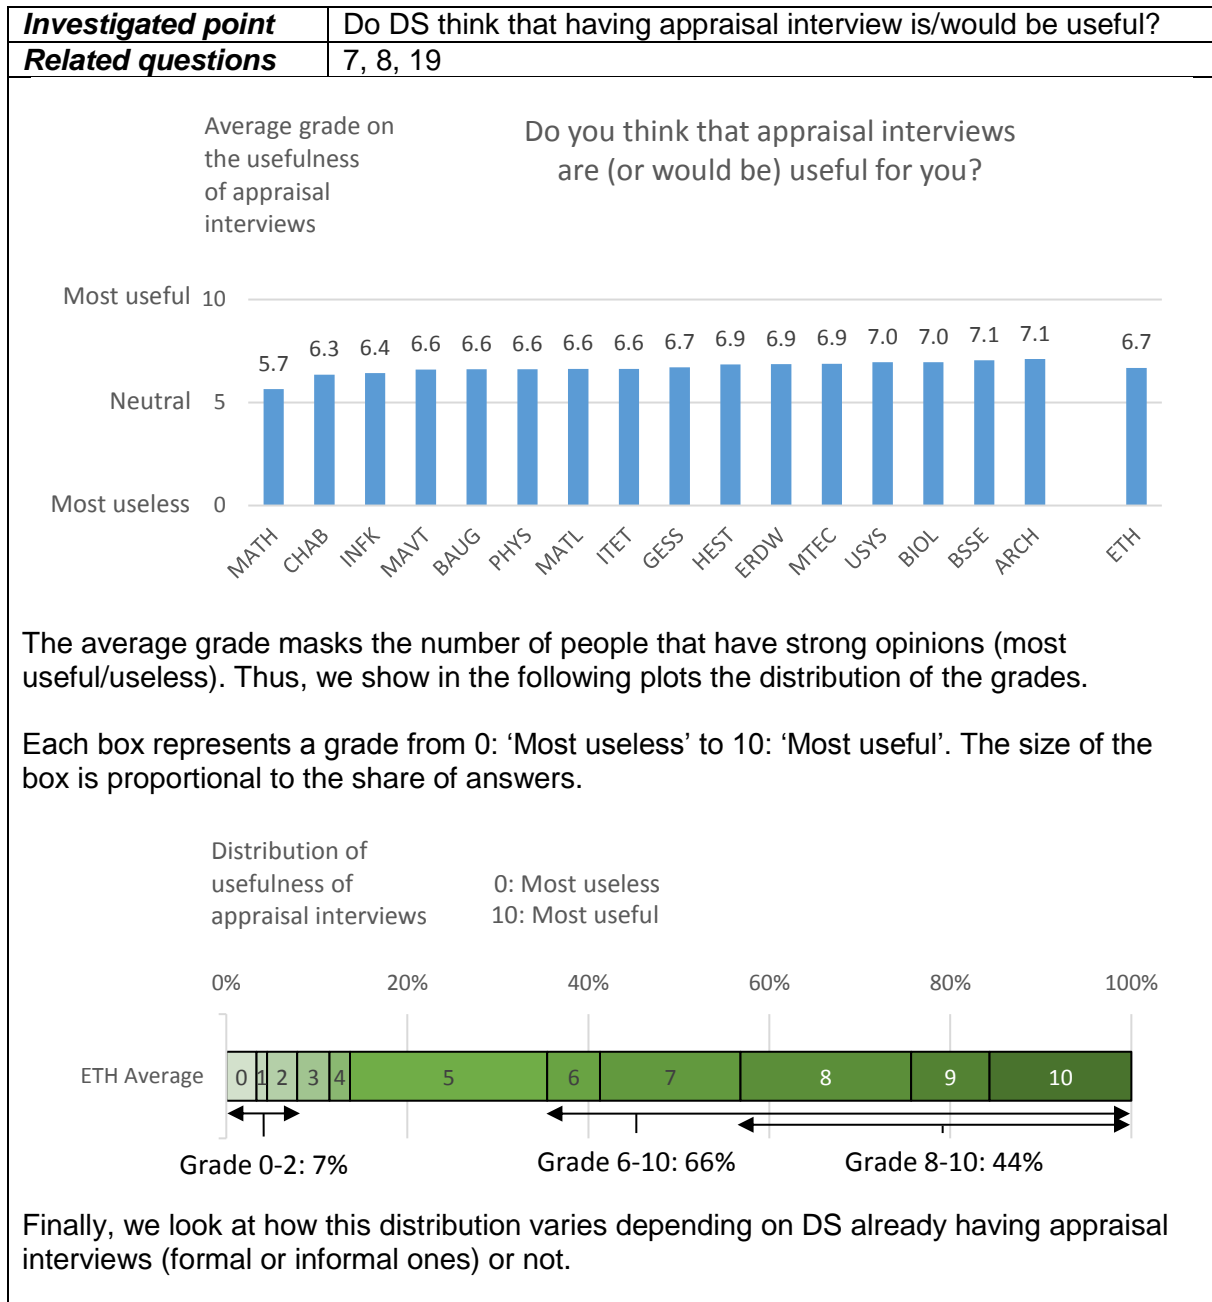 Investigated point Do DS think that having appraisal interview is/would be useful?
Related questions 7, 8, 19
Average grade on
the usefulness
of appraisal
interviews
Do you think that appraisal interviews
are (or would be) useful for you?
Most useful 10
Neutral 5
Most useless 0
5.7 6.3 6.4 6.6 6.6 6.6 6.6 6.6 6.7 6.9 6.9 6.9 7.0 7.0 7.1 7.1 6.7
MATH CHAB INFK MAVT BAUG PHYS MATL ITET GESS HEST ERDW MTEC USYS BIOL BSSE ARCH ETH
The average grade masks the number of people that have strong opinions (most
useful/useless). Thus, we show in the following plots the distribution of the grades.
Each box represents a grade from 0: ‘Most useless’ to 10: ‘Most useful’. The size of the
box is proportional to the share of answers.
Distribution of
usefulness of
appraisal interviews
0: Most useless
10: Most useful
0% 20% 40% 60% 80% 100%
ETH Average 0 1 2 3 4 5 6 7 8 9 10
Grade 0-2: 7% Grade 6-10: 66% Grade 8-10: 44%
Finally, we look at how this distribution varies depending on DS already having appraisal
interviews (formal or informal ones) or not.